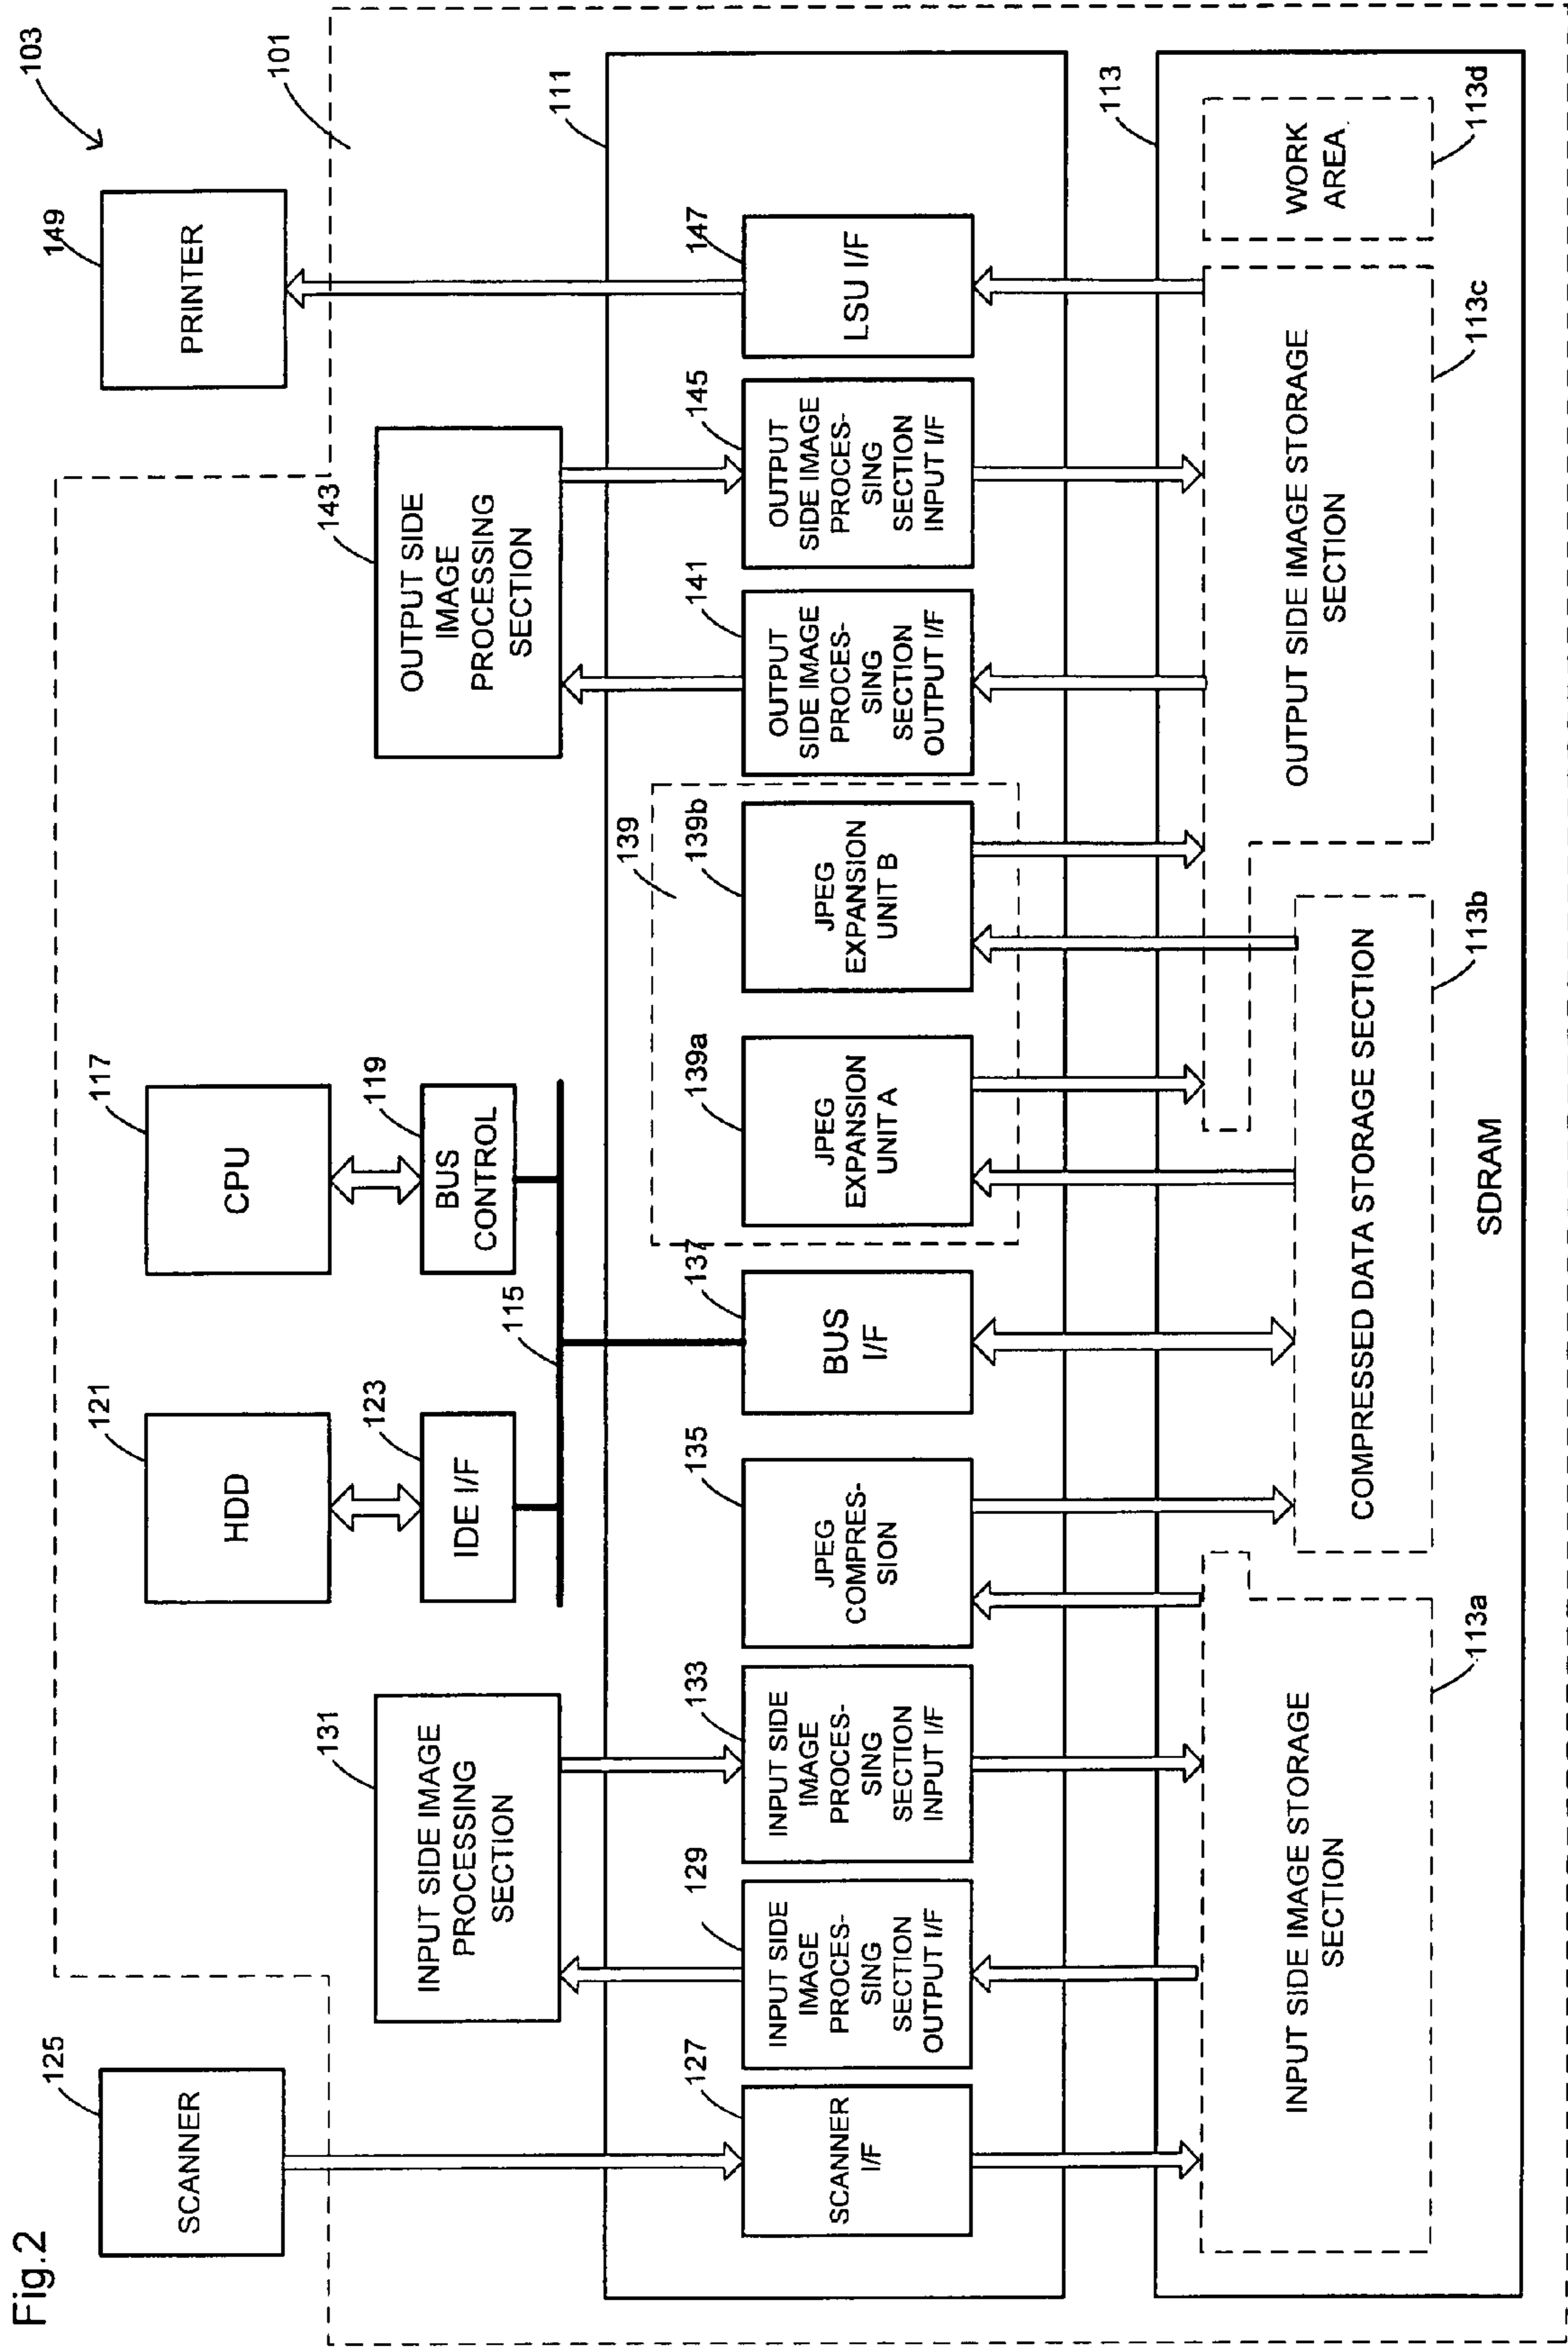 Fig.2
103
101
125
SCANNER
149
PRINTER
121
HDD
117
CPU
123
IDE I/F
119
BUS
CONTROL
115
131
INPUT SIDE IMAGE
PROCESSING
SECTION
143
OUTPUT SIDE
IMAGE
PROCESSING
SECTION
111
127
SCANNER
I/F
129
INPUT SIDE
IMAGE
PROCES-
SING
SECTION
OUTPUT I/F
133
INPUT SIDE
IMAGE
PROCES-
SING
SECTION
INPUT I/F
135
JPEG
COMPRES-
SION
137
BUS
I/F
139
139a
JPEG
EXPANSION
UNIT A
139b
JPEG
EXPANSION
UNIT B
141
OUTPUT
SIDE IMAGE
PROCES-
SING
SECTION
OUTPUT I/F
145
OUTPUT
SIDE IMAGE
PROCES-
SING
SECTION
INPUT I/F
147
LSU I/F
113
INPUT SIDE IMAGE STORAGE
SECTION
113a
COMPRESSED DATA STORAGE SECTION
113b
OUTPUT SIDE IMAGE STORAGE
SECTION
113c
WORK
AREA
113d
SDRAM